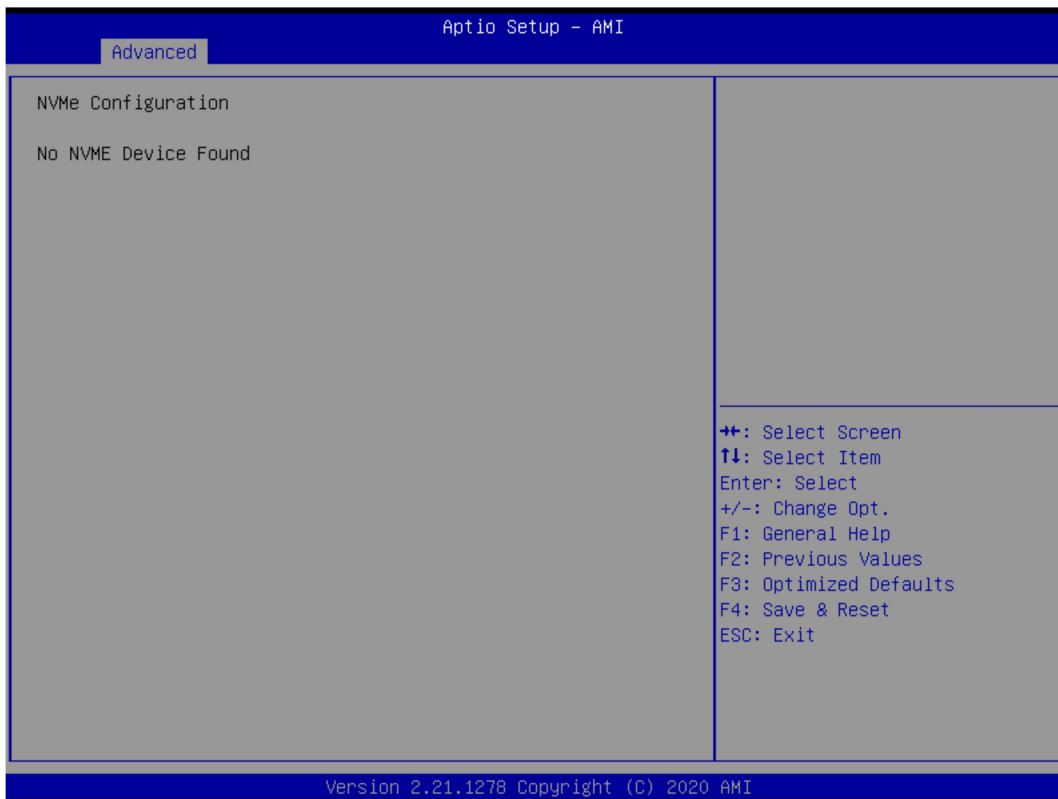 Aptio Setup – AMI
Advanced
NVMe Configuration
No NVME Device Found
→←: Select Screen
↑↓: Select Item
Enter: Select
+/-: Change Opt.
F1: General Help
F2: Previous Values
F3: Optimized Defaults
F4: Save & Reset
ESC: Exit
Version 2.21.1278 Copyright (C) 2020 AMI